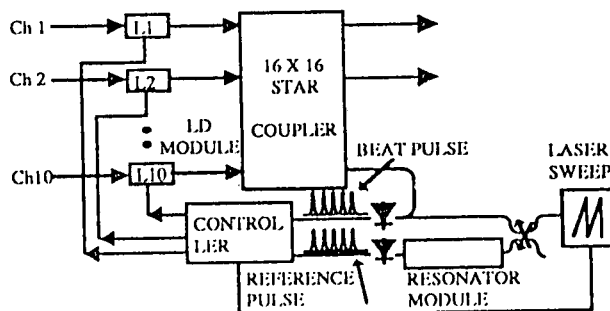 Ch 1
L1
Ch 2
L2
16 X 16
STAR
COUPLER
LD
MODULE
BEAT PULSE
LASER
SWEEP
Ch10
L10
CONTROL
LER
REFERENCE
PULSE
RESONATOR
MODULE